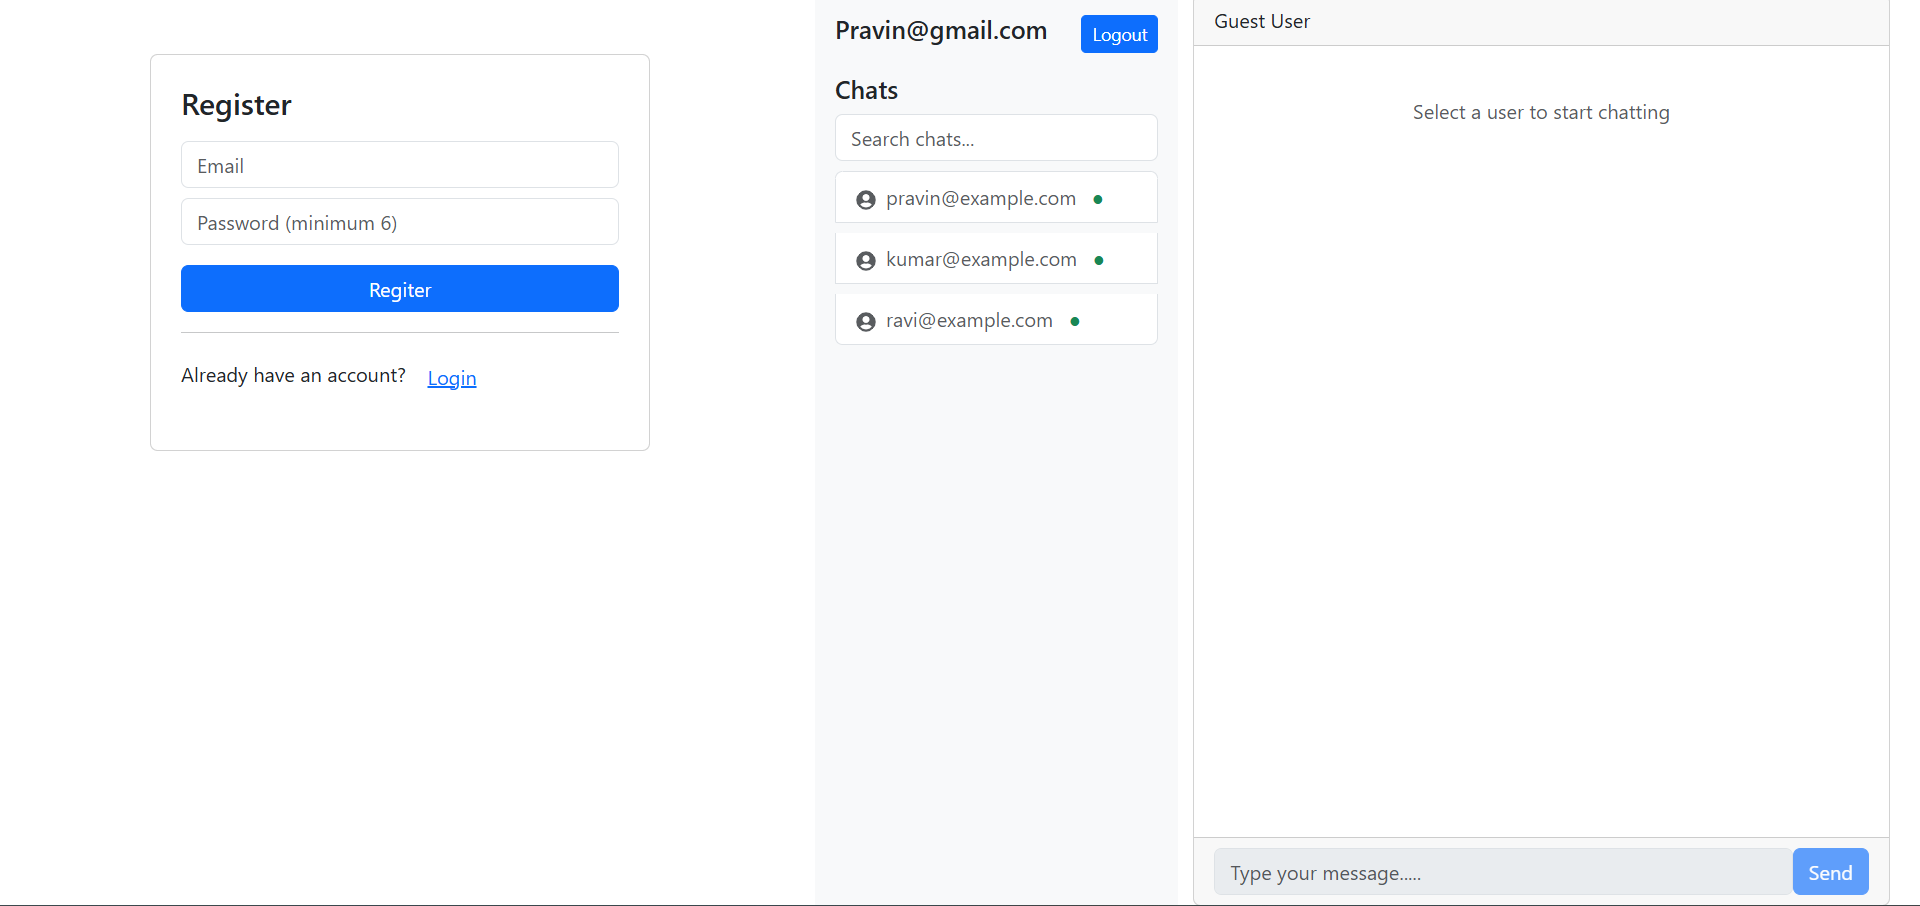 Register
Email
Password (minimum 6)
Regiter
Already have an account? Login
Pravin@gmail.com Logout
Chats
Search chats...
pravin@example.com
kumar@example.com
ravi@example.com
Guest User
Select a user to start chatting
Type your message..... Send